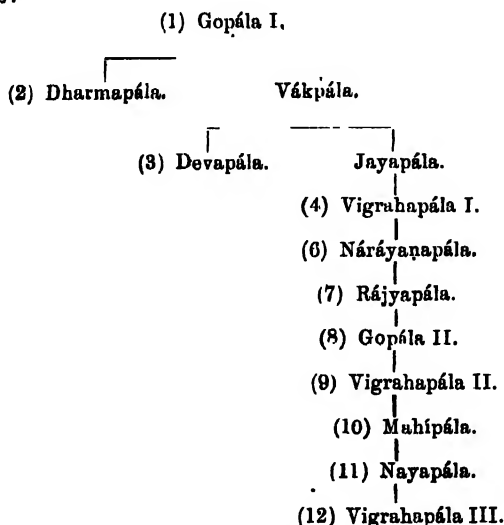 (1) Gopála I.
(2) Dharmapála. Vákpála.
(3) Devapála. Jayapála.
(4) Vigrahapála I.
(6) Náráyaṇapála.
(7) Rájyapála.
(8) Gopála II.
(9) Vigrahapála II.
(10) Mahípála.
(11) Nayapála.
(12) Vigrahapála III.